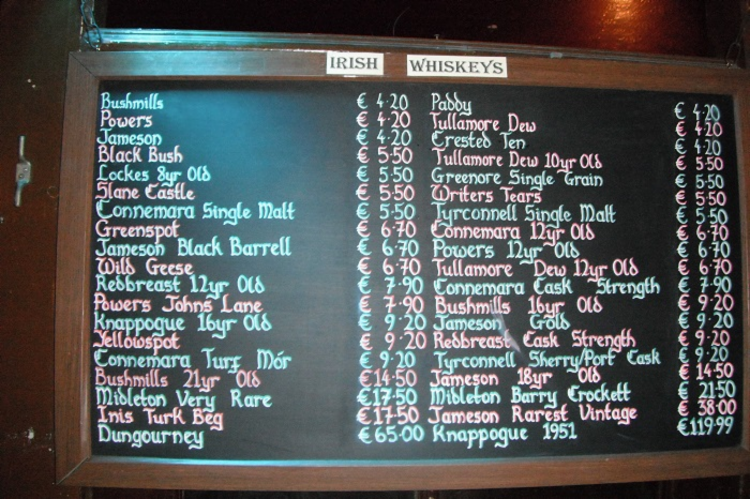 IRISH WHISKEYS
Bushmills € 4.20
Powers € 4.20
Jameson € 4.20
Black Bush € 5.50
Lockes 8yr Old € 5.50
Slane Castle € 5.50
Connemara Single Malt € 5.50
Greenspot € 6.70
Jameson Black Barrell € 6.70
Wild Geese € 6.70
Redbreast 12yr Old € 7.90
Powers Johns Lane € 7.90
Knappogue 16yr Old € 9.20
Yellowspot € 9.20
Connemara Turf Mór € 9.20
Bushmills 21yr Old €14.50
Midleton Very Rare €17.50
Inis Turk Beg €17.50
Dungourney €65.00
Paddy € 4.20
Tullamore Dew € 4.20
Crested Ten € 4.20
Tullamore Dew 10yr Old € 5.50
Greenore Single Grain € 5.50
Writers Tears € 5.50
Tyrconnell Single Malt € 5.50
Connemara 12yr Old € 6.70
Powers 12yr Old € 6.70
Tullamore Dew 12yr Old € 6.70
Connemara Cask Strength € 7.90
Bushmills 16yr Old € 9.20
Jameson Gold € 9.20
Redbreast Cask Strength € 9.20
Tyrconnell Sherry/Port Cask € 9.20
Jameson 18yr Old € 14.50
Midleton Barry Crockett € 21.50
Jameson Rarest Vintage € 38.00
Knappogue 1951 €119.99